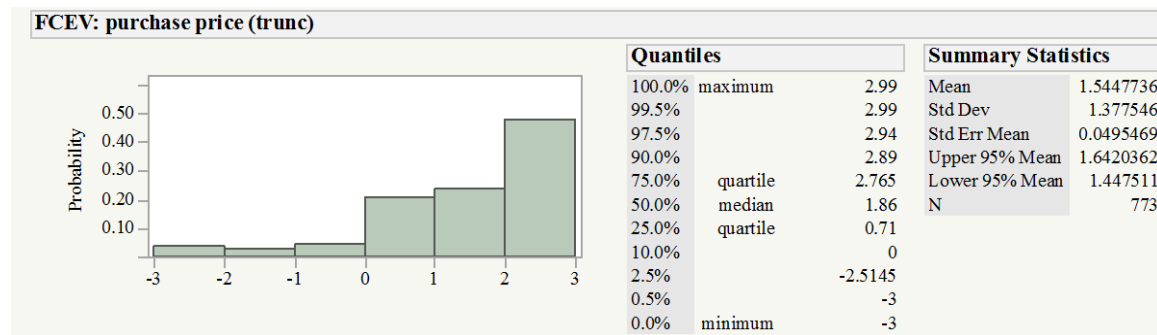 FCEV: purchase price (trunc)
Probability
0.50
0.40
0.30
0.20
0.10
-3 -2 -1 0 1 2 3
Quantiles
100.0% maximum 2.99
99.5% 2.99
97.5% 2.94
90.0% 2.89
75.0% quartile 2.765
50.0% median 1.86
25.0% quartile 0.71
10.0% 0
2.5% -2.5145
0.5% -3
0.0% minimum -3
Summary Statistics
Mean 1.5447736
Std Dev 1.377546
Std Err Mean 0.0495469
Upper 95% Mean 1.6420362
Lower 95% Mean 1.447511
N 773